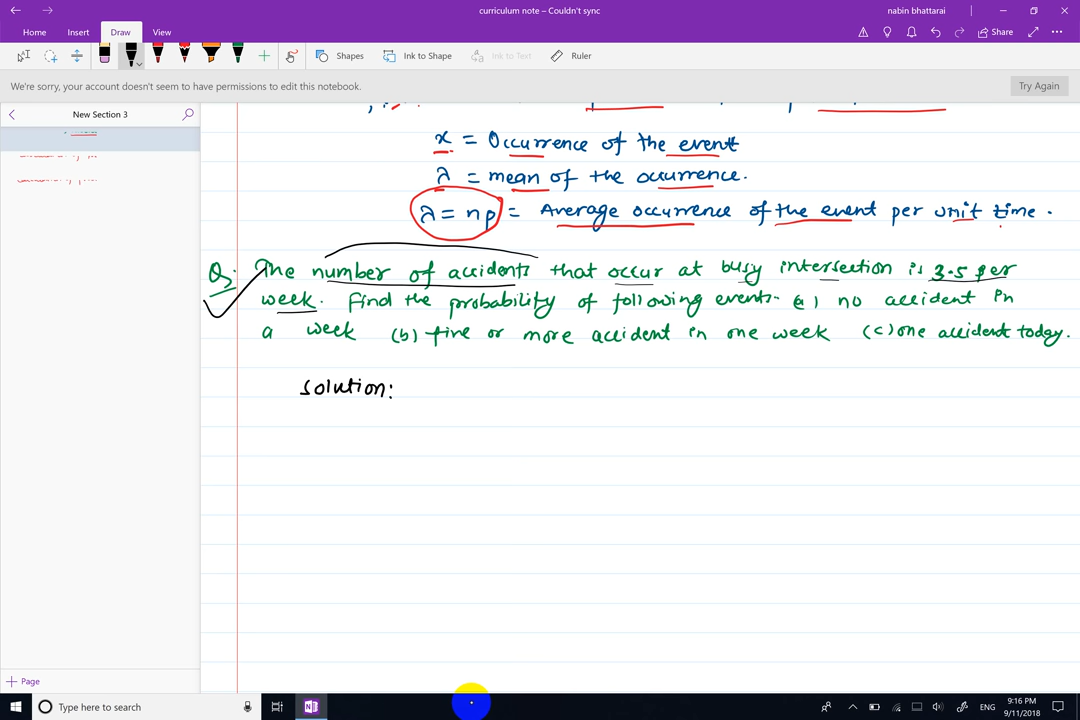 curriculum note – Couldn't sync
nabin bhattarai
Home Insert Draw View
Share
Shapes Ink to Shape Ink to Text Ruler
We're sorry, your account doesn't seem to have permissions to edit this notebook.
Try Again
New Section 3
x = Occurrence of the event
λ = mean of the occurrence.
λ = np = Average occurrence of the event per unit time.
Q: The number of accidents that occur at busy intersection is 3.5 per
week. Find the probability of following events. (a) no accident in
a week (b) five or more accident in one week (c) one accident today.
Solution:
+ Page
Type here to search
ENG
9:16 PM
9/11/2018